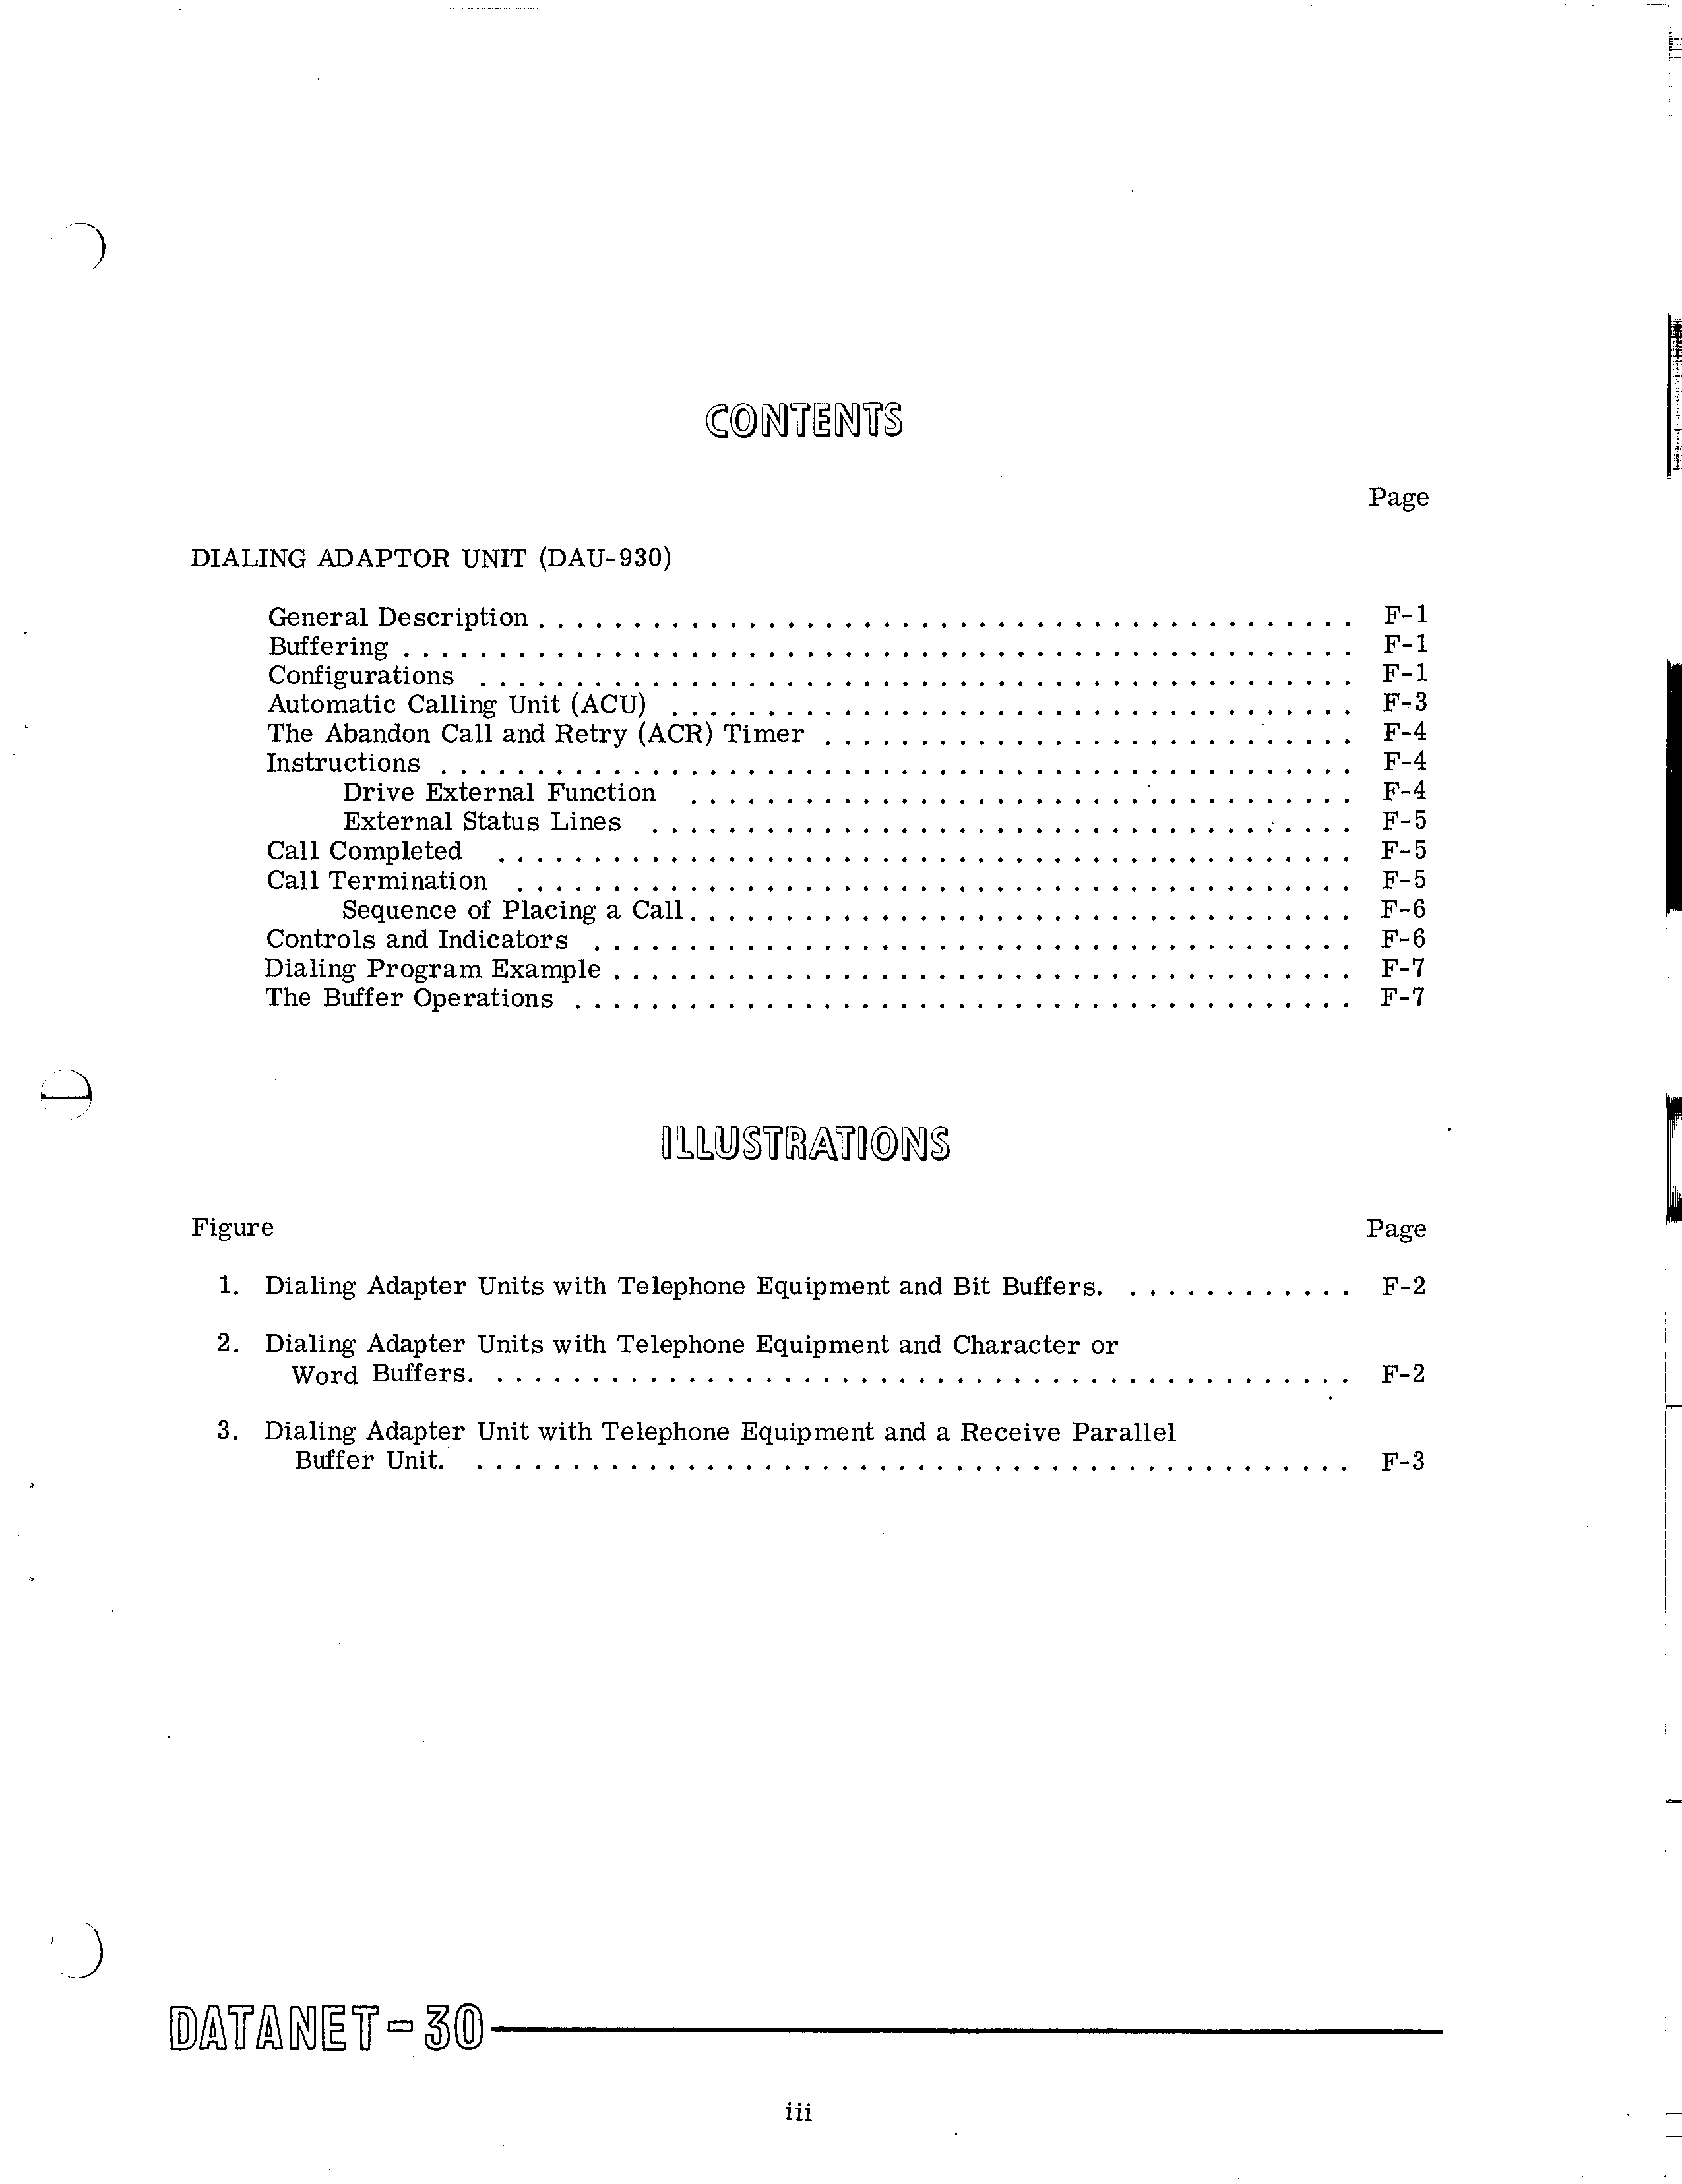 CONTENTS
Page
DIALING ADAPTOR UNIT (DAU-930)
General Description . . . . . . . . . . . . . . . . . . . . . . . . . . . . . . . . . . . . . . . . . . . F-1
Buffering . . . . . . . . . . . . . . . . . . . . . . . . . . . . . . . . . . . . . . . . . . . . . . . . . . F-1
Configurations . . . . . . . . . . . . . . . . . . . . . . . . . . . . . . . . . . . . . . . . . . . . . . F-1
Automatic Calling Unit (ACU) . . . . . . . . . . . . . . . . . . . . . . . . . . . . . . . . . . . . F-3
The Abandon Call and Retry (ACR) Timer . . . . . . . . . . . . . . . . . . . . . . . . . . . . F-4
Instructions . . . . . . . . . . . . . . . . . . . . . . . . . . . . . . . . . . . . . . . . . . . . . . . . F-4
Drive External Function . . . . . . . . . . . . . . . . . . . . . . . . . . . . . . . . . . . F-4
External Status Lines . . . . . . . . . . . . . . . . . . . . . . . . . . . . . . . . . . . . . F-5
Call Completed . . . . . . . . . . . . . . . . . . . . . . . . . . . . . . . . . . . . . . . . . . . . . F-5
Call Termination . . . . . . . . . . . . . . . . . . . . . . . . . . . . . . . . . . . . . . . . . . . . F-5
Sequence of Placing a Call. . . . . . . . . . . . . . . . . . . . . . . . . . . . . . . . . . . F-6
Controls and Indicators . . . . . . . . . . . . . . . . . . . . . . . . . . . . . . . . . . . . . . . . F-6
Dialing Program Example . . . . . . . . . . . . . . . . . . . . . . . . . . . . . . . . . . . . . . . F-7
The Buffer Operations . . . . . . . . . . . . . . . . . . . . . . . . . . . . . . . . . . . . . . . . . F-7
ILLUSTRATIONS
Figure Page
1. Dialing Adapter Units with Telephone Equipment and Bit Buffers. . . . . . . . . . . . . F-2
2. Dialing Adapter Units with Telephone Equipment and Character or
Word Buffers. . . . . . . . . . . . . . . . . . . . . . . . . . . . . . . . . . . . . . . . . . . . . . F-2
3. Dialing Adapter Unit with Telephone Equipment and a Receive Parallel
Buffer Unit. . . . . . . . . . . . . . . . . . . . . . . . . . . . . . . . . . . . . . . . . . . . . . . F-3
DATANET-30
iii